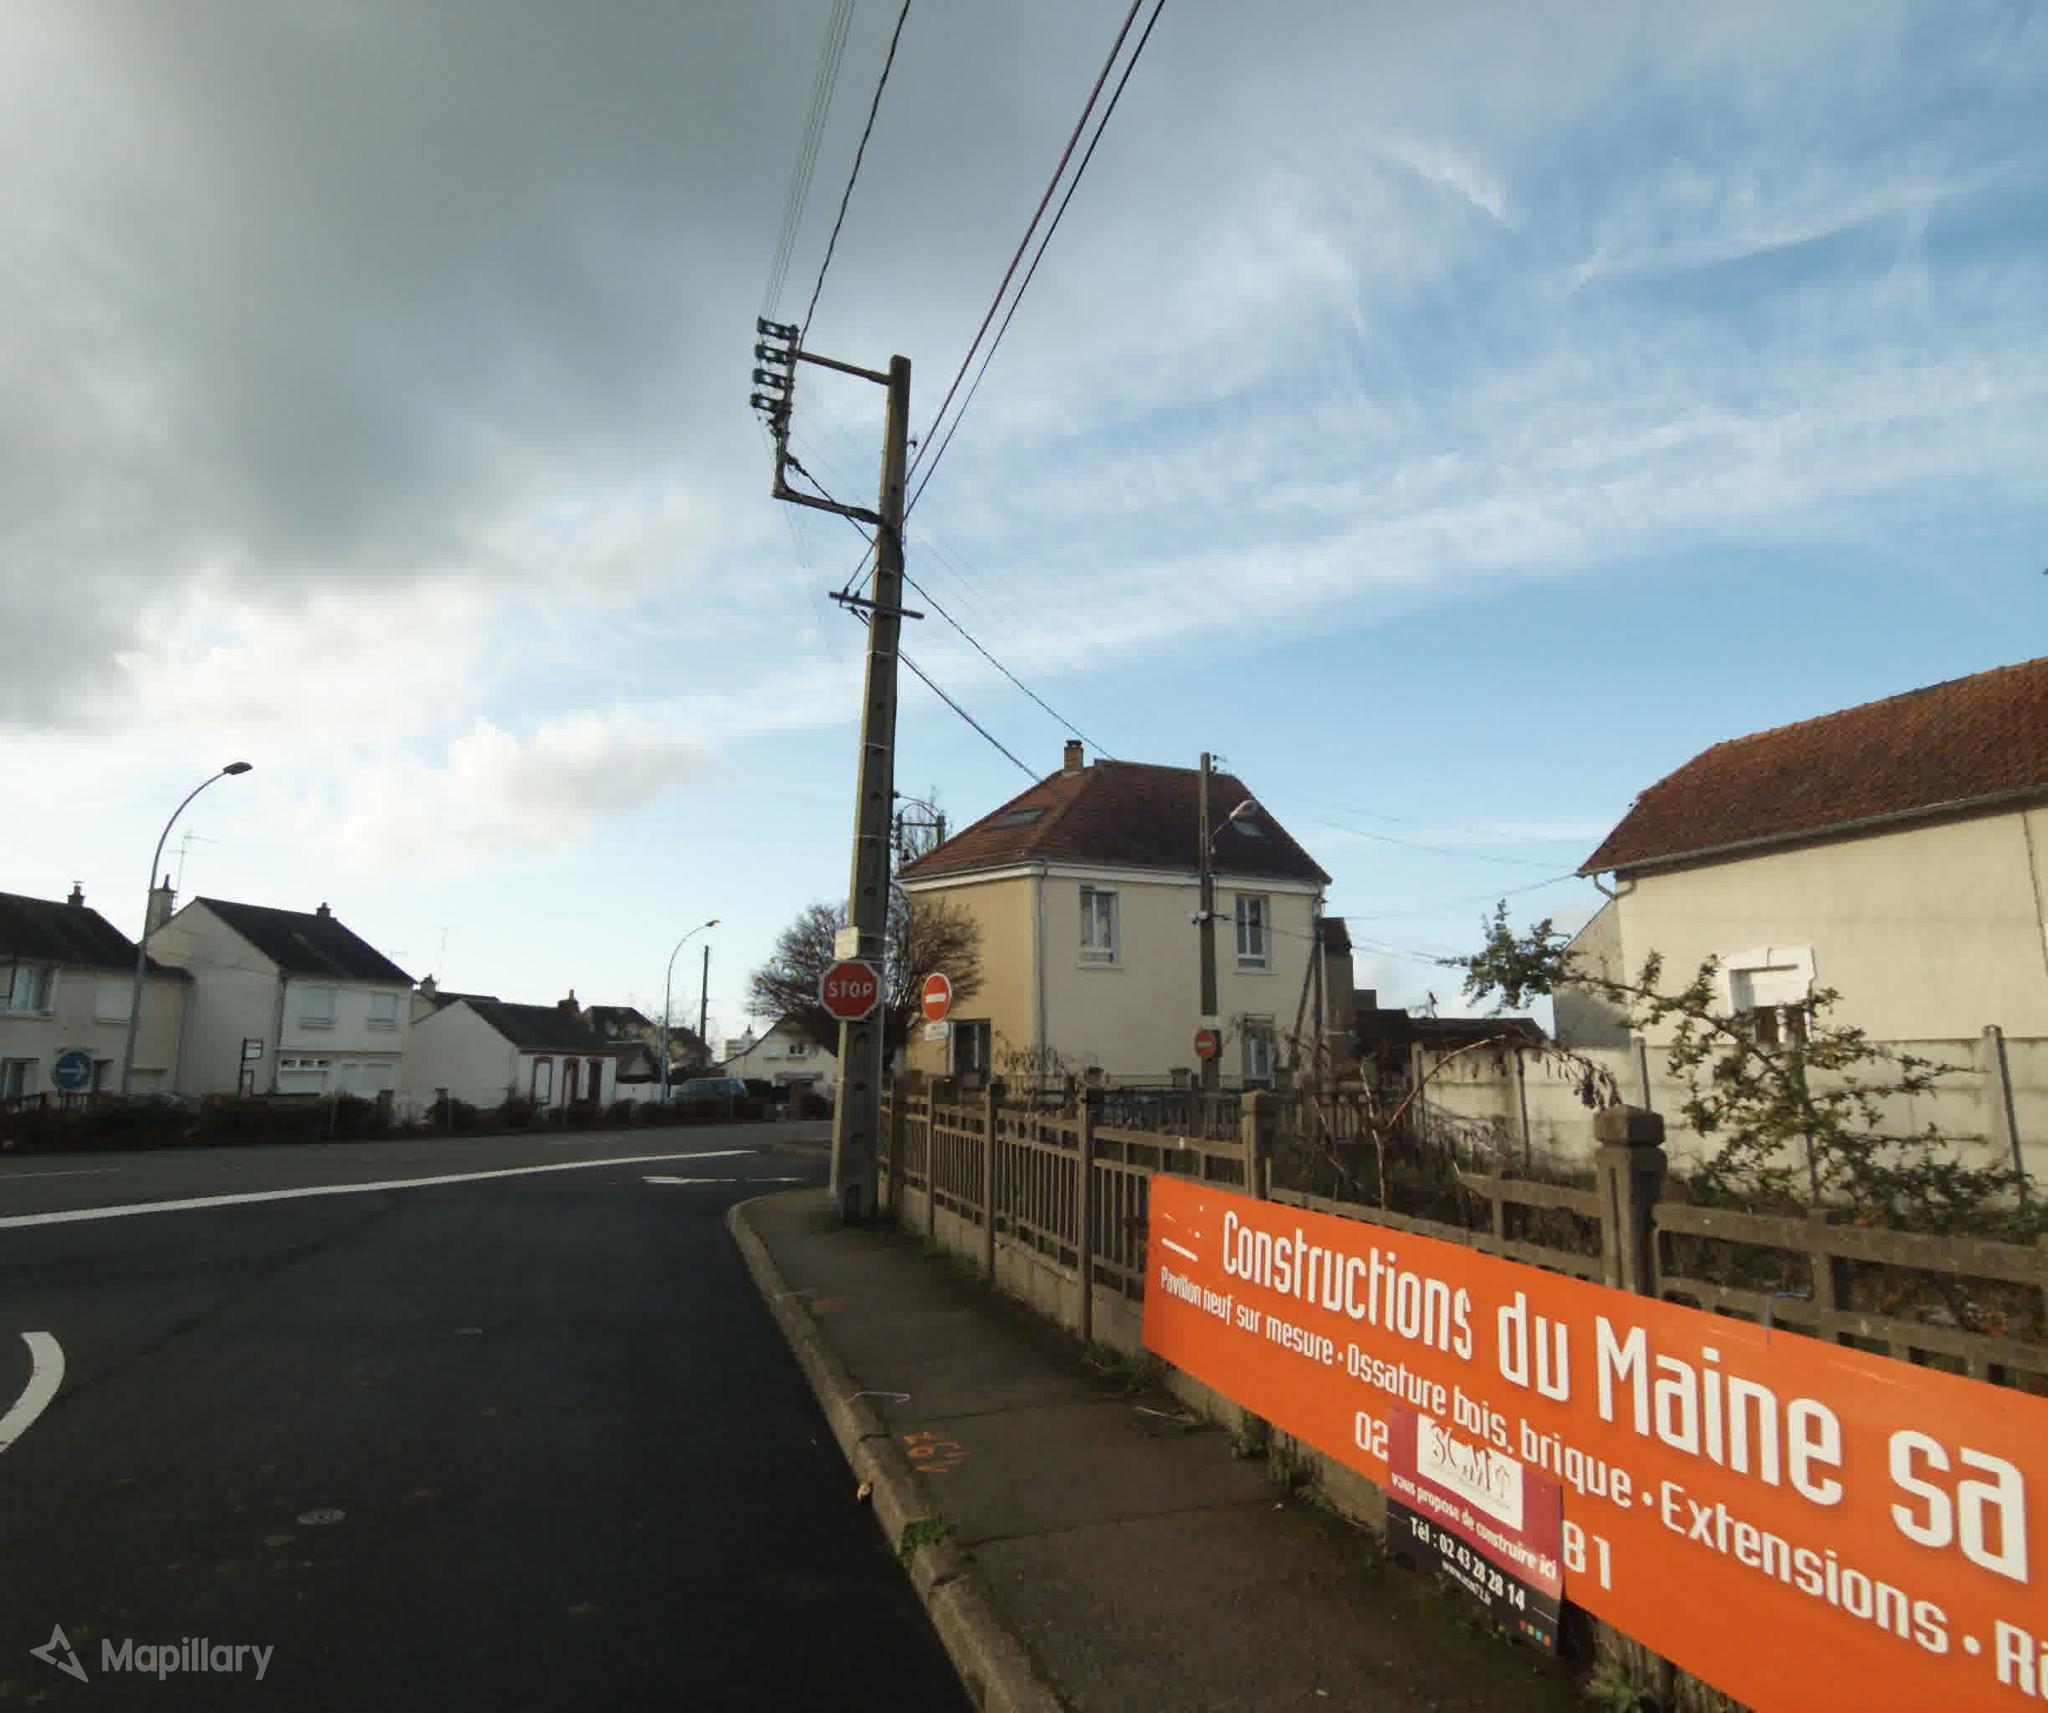 STOP
Constructions du Maine sa
Pavillon neuf sur mesure • Ossature bois, brique • Extensions •
02
81
SCM
vous propose de construire ici
Tél : 02 43 28 28 14
Mapillary